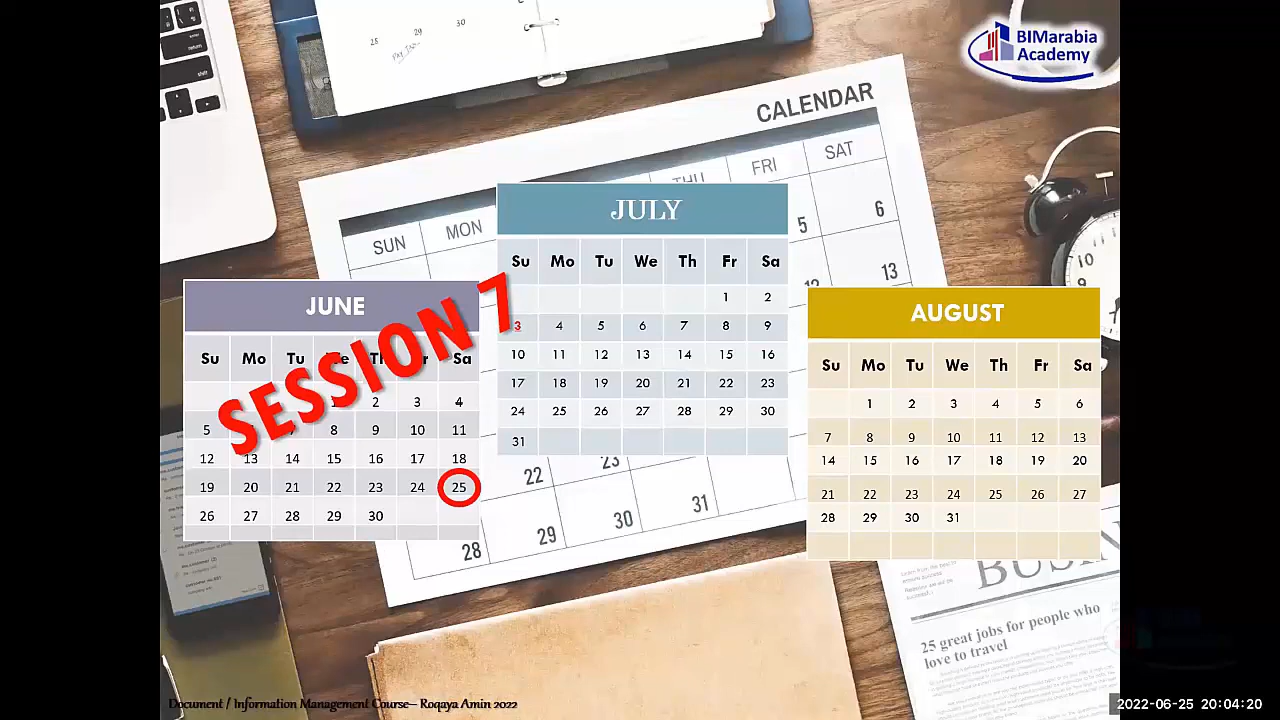 BIMarabia
Academy
CALENDAR
SUN MON THU FRI SAT
5 6
13
22 23
28 29 30 31
JULY
Su Mo Tu We Th Fr Sa
1 2
3 4 5 6 7 8 9
10 11 12 13 14 15 16
17 18 19 20 21 22 23
24 25 26 27 28 29 30
31
JUNE
Su Mo Tu We Th Fr Sa
1 2 3 4
5 6 7 8 9 10 11
12 13 14 15 16 17 18
19 20 21 22 23 24 25
26 27 28 29 30
SESSION 7
AUGUST
Su Mo Tu We Th Fr Sa
1 2 3 4 5 6
7 8 9 10 11 12 13
14 15 16 17 18 19 20
21 22 23 24 25 26 27
28 29 30 31
25 great jobs for people who
love to travel
Document / Information Management Course– Roqaya Amin 2022
2022-06-25 20:04:20